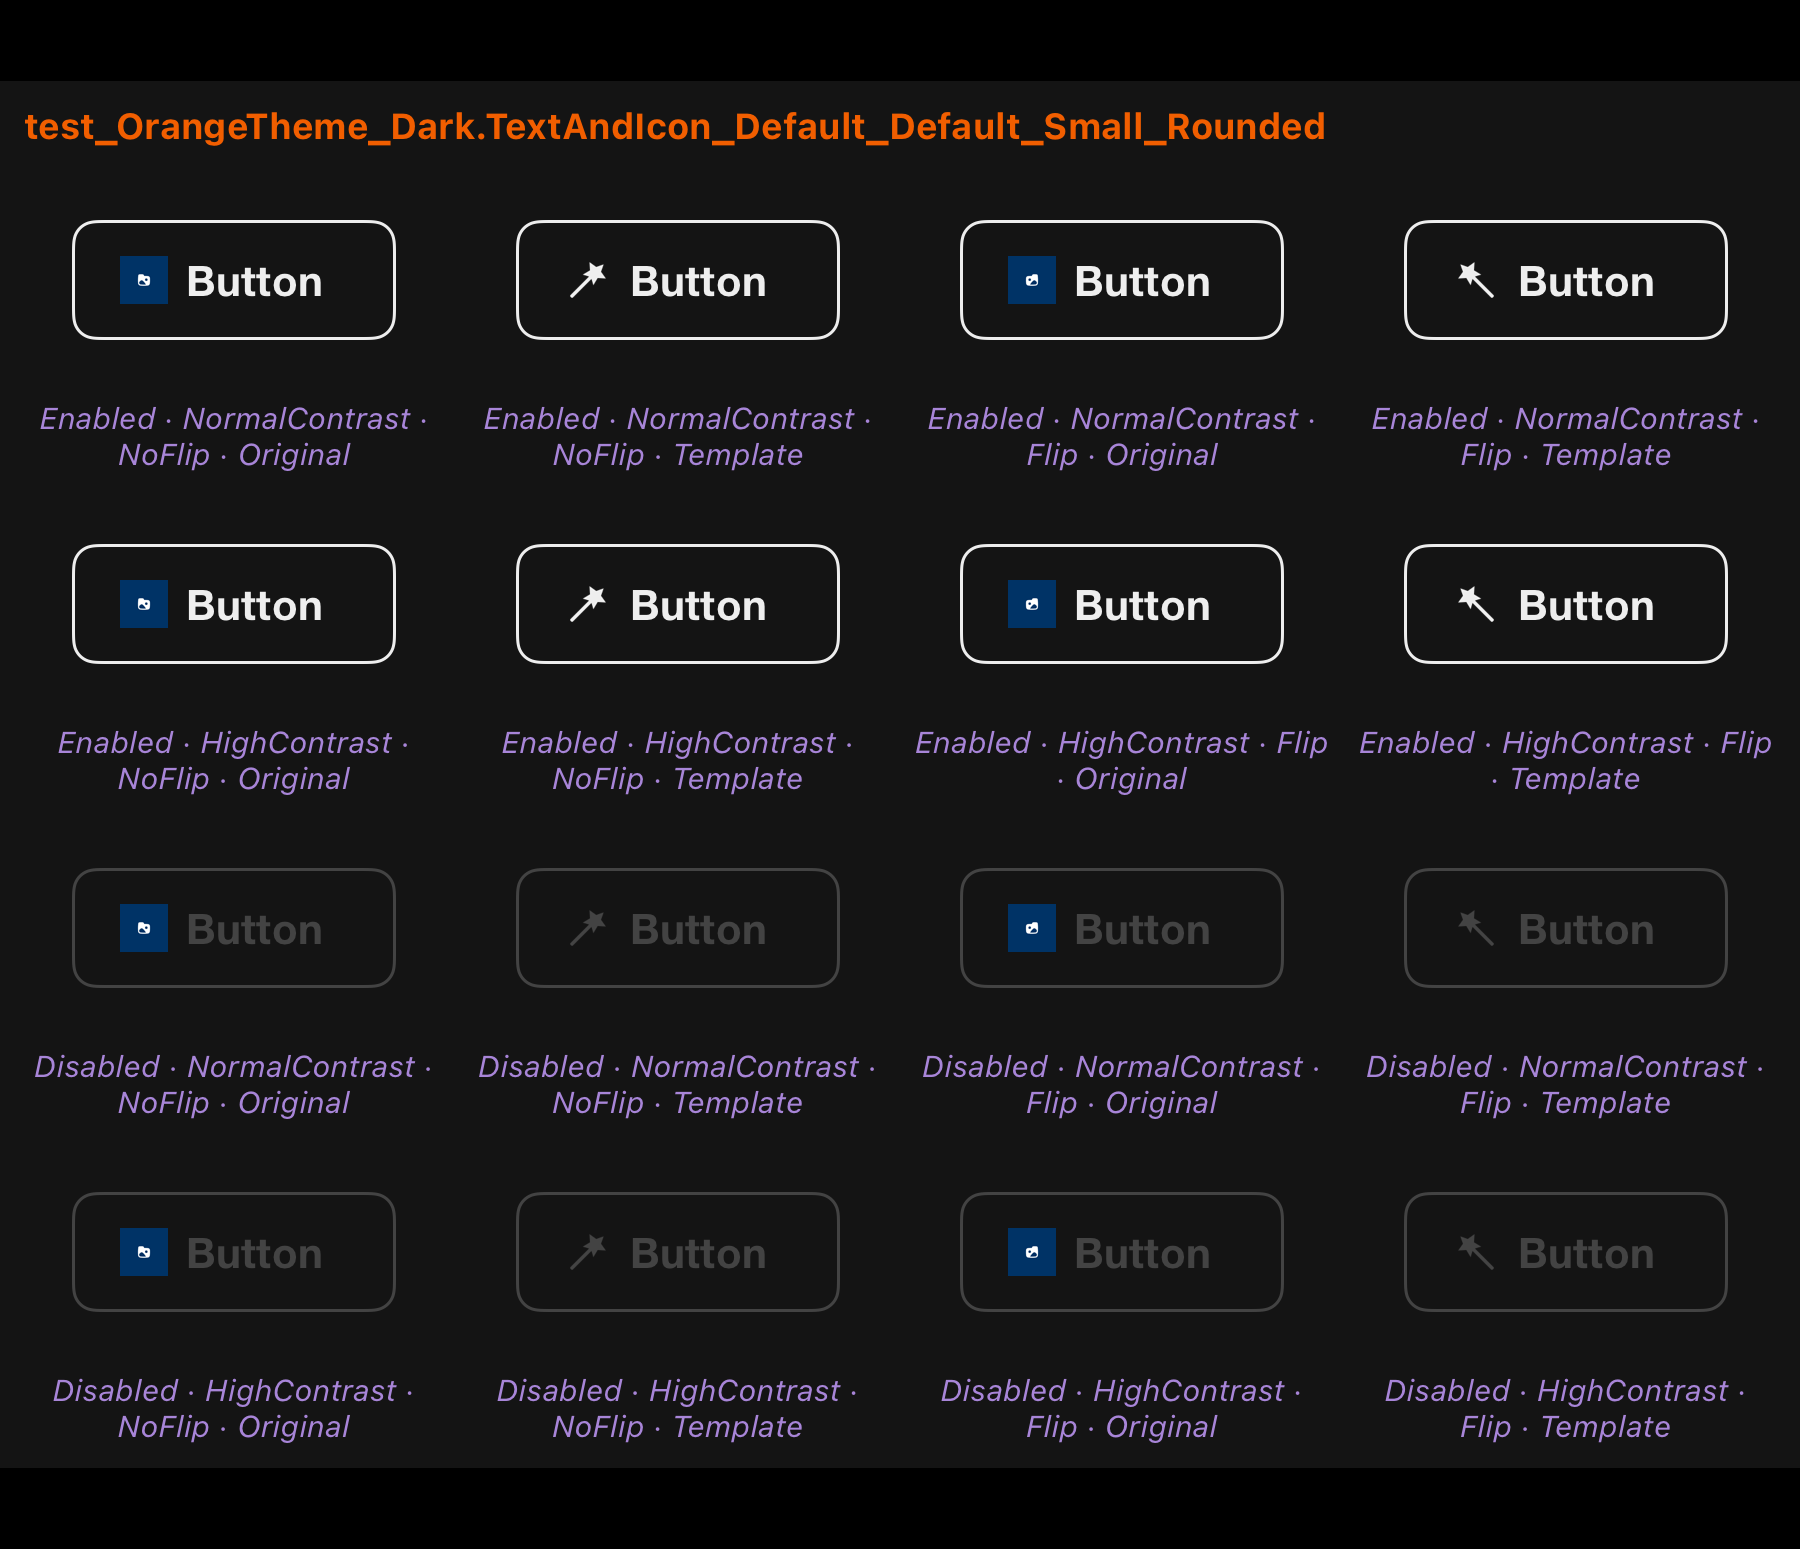 test_OrangeTheme_Dark.TextAndIcon_Default_Default_Small_Rounded
Button
Button
Button
Button
Enabled · NormalContrast ·
NoFlip · Original
Enabled · NormalContrast ·
NoFlip · Template
Enabled · NormalContrast ·
Flip · Original
Enabled · NormalContrast ·
Flip · Template
Button
Button
Button
Button
Enabled · HighContrast ·
NoFlip · Original
Enabled · HighContrast ·
NoFlip · Template
Enabled · HighContrast · Flip
· Original
Enabled · HighContrast · Flip
· Template
Button
Button
Button
Button
Disabled · NormalContrast ·
NoFlip · Original
Disabled · NormalContrast ·
NoFlip · Template
Disabled · NormalContrast ·
Flip · Original
Disabled · NormalContrast ·
Flip · Template
Button
Button
Button
Button
Disabled · HighContrast ·
NoFlip · Original
Disabled · HighContrast ·
NoFlip · Template
Disabled · HighContrast ·
Flip · Original
Disabled · HighContrast ·
Flip · Template